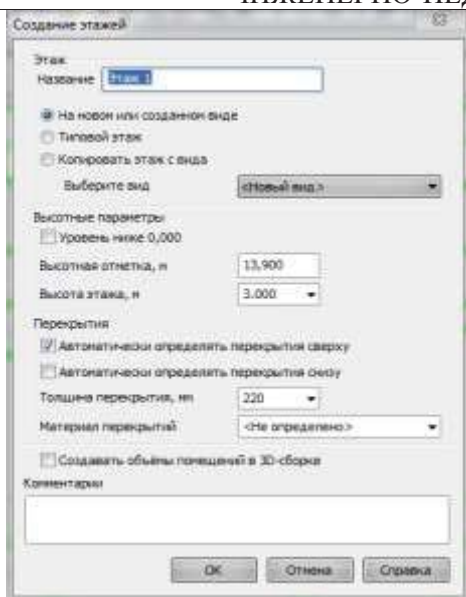 Создание этажей
Этаж
Название Этаж 1
На новом или созданном виде
Типовой этаж
Копировать этаж с вида
Выберите вид <Новый вид>
Высотные параметры
Уровень ниже 0,000
Высотная отметка, м 13,900
Высота этажа, м 3.000
Перекрытия
Автоматически определять перекрытия сверху
Автоматически определять перекрытия снизу
Толщина перекрытия, мм 220
Материал перекрытий <Не определено>
Создавать объёмы помещений в 3D-сборке
Комментарии
ОК Отмена Справка